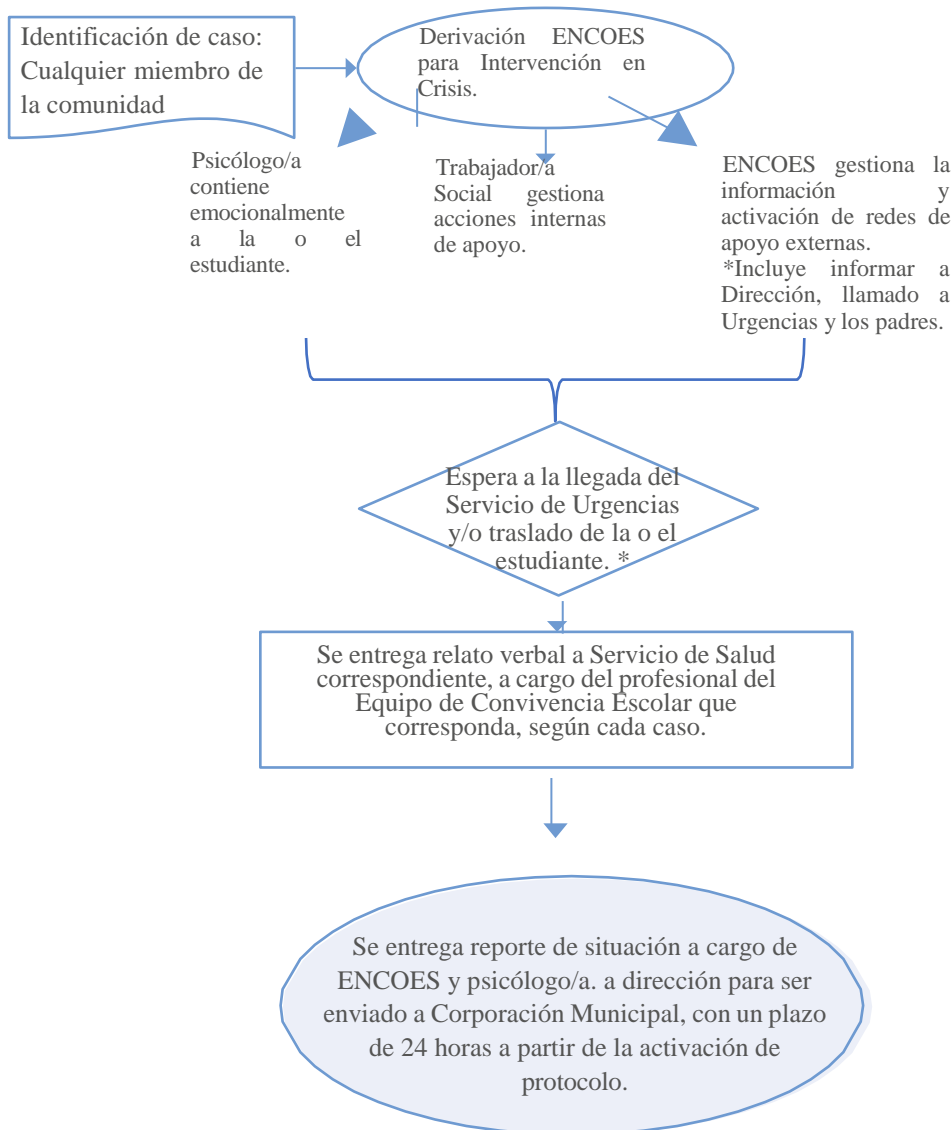 Identificación de caso:
Cualquier miembro de
la comunidad
Derivación ENCOES
para Intervención en
Crisis.
Psicólogo/a
contiene
emocionalmente
a la o el
estudiante.
Trabajador/a
Social gestiona
acciones internas
de apoyo.
ENCOES gestiona la
información y
activación de redes de
apoyo externas.
*Incluye informar a
Dirección, llamado a
Urgencias y los padres.
Espera a la llegada del
Servicio de Urgencias
y/o traslado de la o el
estudiante. *
Se entrega relato verbal a Servicio de Salud
correspondiente, a cargo del profesional del
Equipo de Convivencia Escolar que
corresponda, según cada caso.
Se entrega reporte de situación a cargo de
ENCOES y psicólogo/a. a dirección para ser
enviado a Corporación Municipal, con un plazo
de 24 horas a partir de la activación de
protocolo.